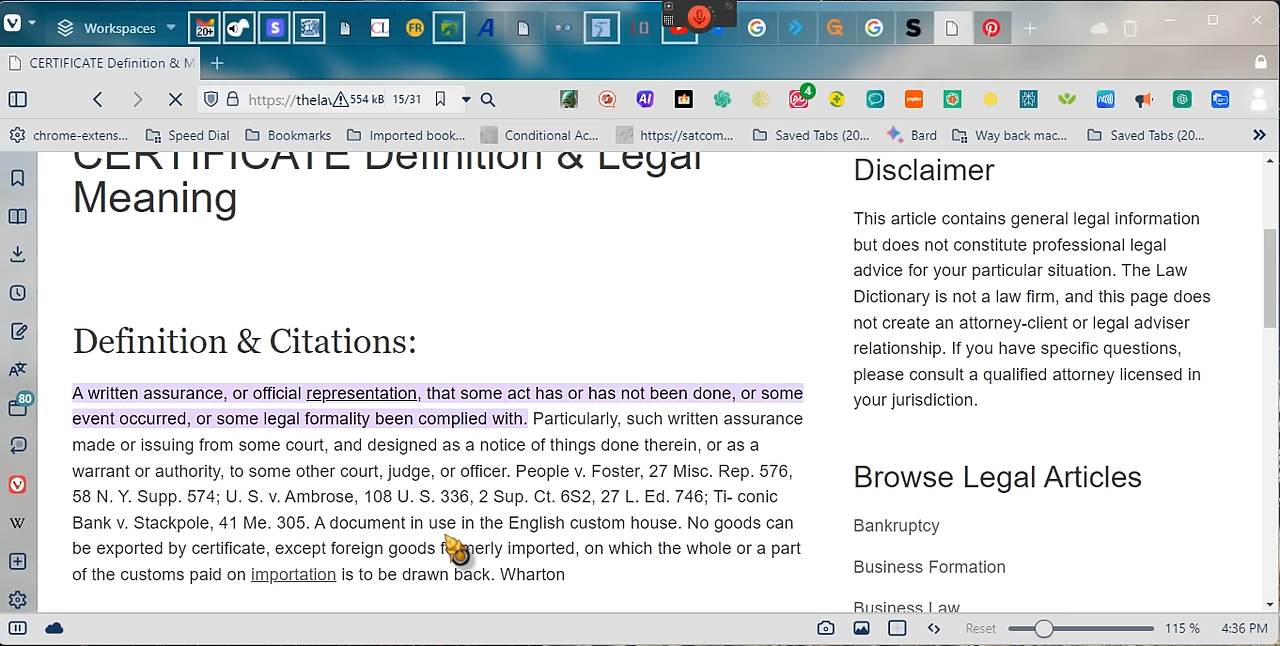 Workspaces
20+
S
CL
FR
A
G
G
S
CERTIFICATE Definition & M
https://thelav
554 kB
15/31
AI
4
chrome-extens...
Speed Dial
Bookmarks
Imported book...
Conditional Ac...
https://satcom...
Saved Tabs (20...
Bard
Way back mac...
Saved Tabs (20...
80
W
CERTIFICATE Definition & Legal
Meaning
Definition & Citations:
A written assurance, or official representation, that some act has or has not been done, or some
event occurred, or some legal formality been complied with. Particularly, such written assurance
made or issuing from some court, and designed as a notice of things done therein, or as a
warrant or authority, to some other court, judge, or officer. People v. Foster, 27 Misc. Rep. 576,
58 N. Y. Supp. 574; U. S. v. Ambrose, 108 U. S. 336, 2 Sup. Ct. 6S2, 27 L. Ed. 746; Ti- conic
Bank v. Stackpole, 41 Me. 305. A document in use in the English custom house. No goods can
be exported by certificate, except foreign goods formerly imported, on which the whole or a part
of the customs paid on importation is to be drawn back. Wharton
Disclaimer
This article contains general legal information
but does not constitute professional legal
advice for your particular situation. The Law
Dictionary is not a law firm, and this page does
not create an attorney-client or legal adviser
relationship. If you have specific questions,
please consult a qualified attorney licensed in
your jurisdiction.
Browse Legal Articles
Bankruptcy
Business Formation
Business Law
Reset
115 %
4:36 PM